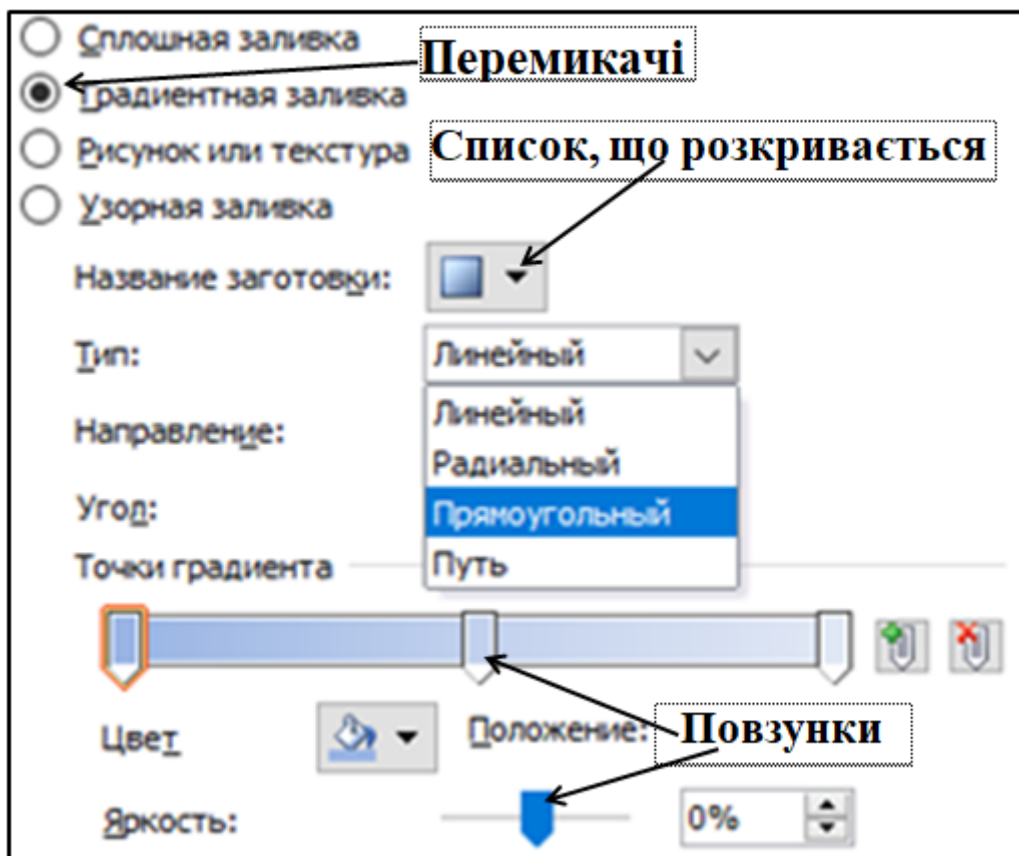 Сплошная заливка
Перемикачі
Градиентная заливка
Рисунок или текстура
Список, що розкривається
Узорная заливка
Название заготовки:
Тип:
Линейный
Линейный
Направление:
Радиальный
Угол:
Прямоугольный
Путь
Точки градиента
Цвет
Положение:
Повзунки
Яркость:
0%